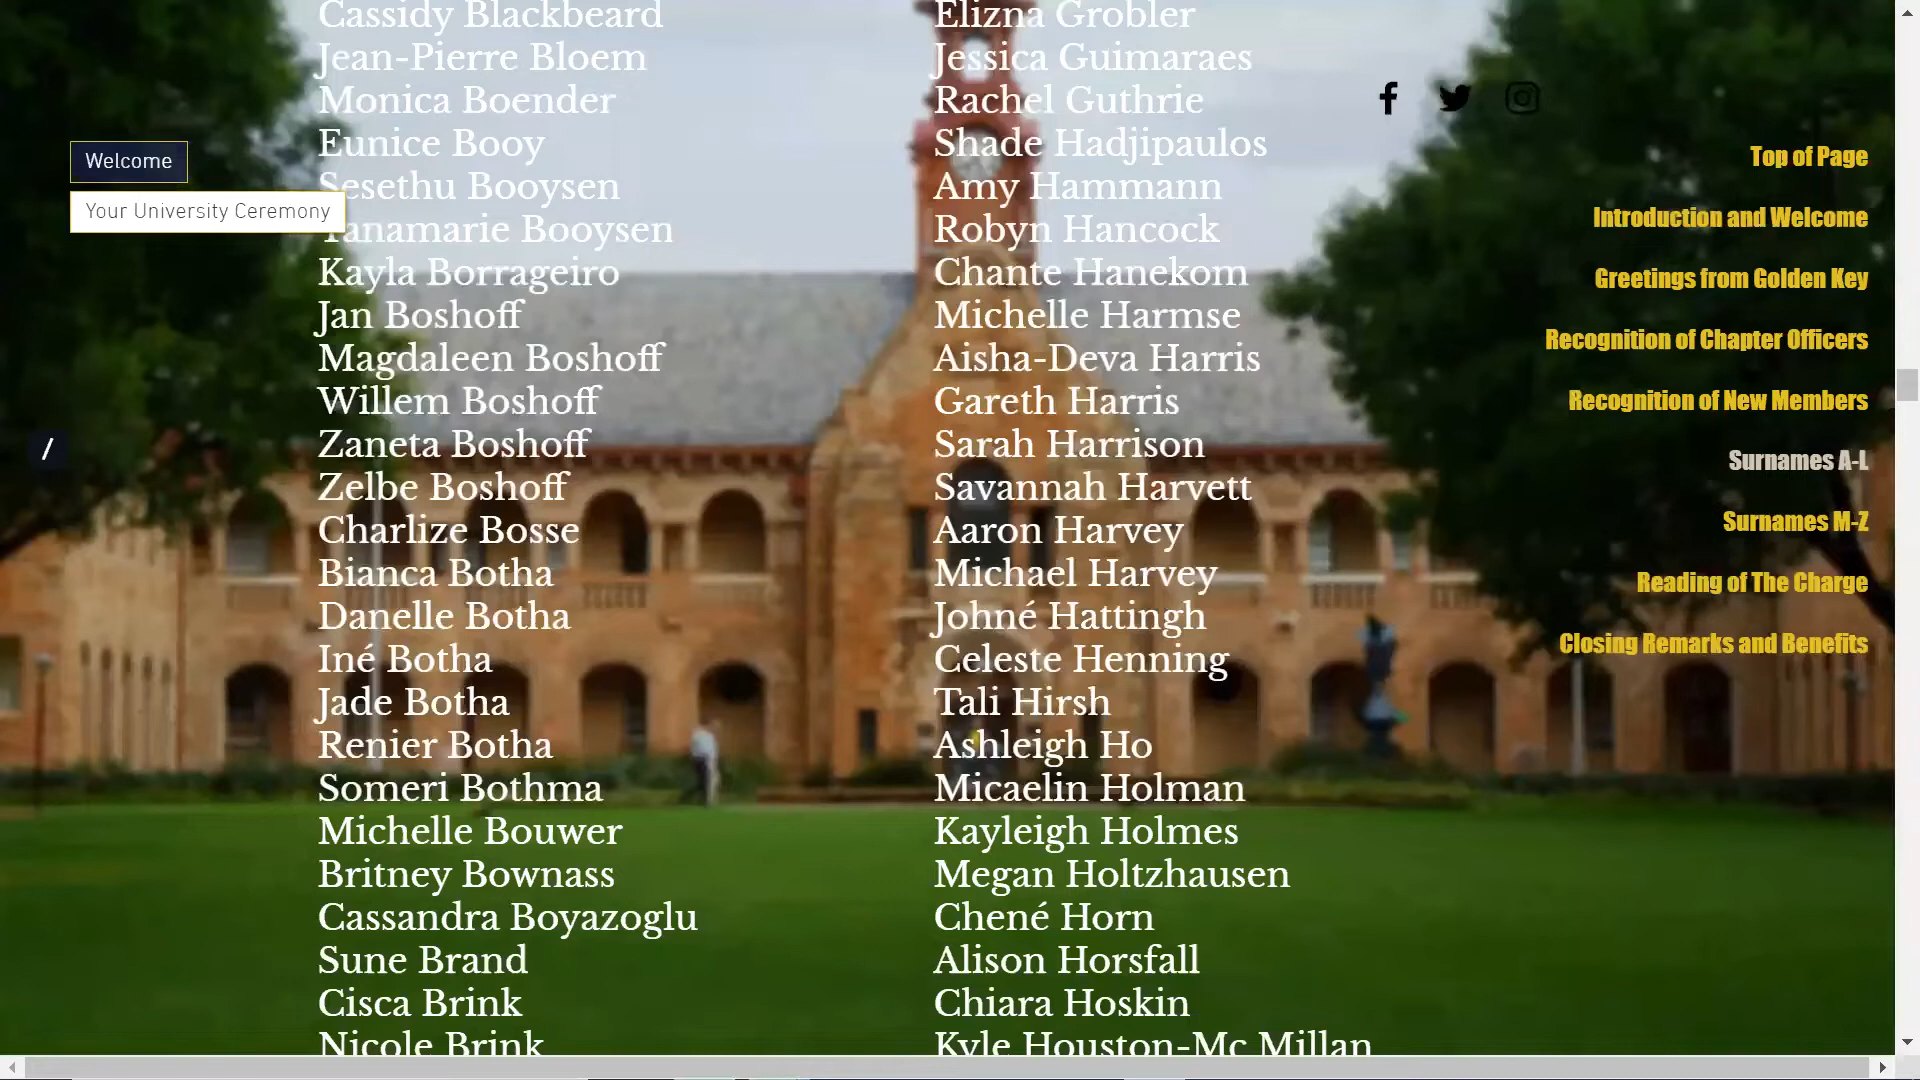 Cassidy Blackbeard
Jean-Pierre Bloem
Monica Boender
Eunice Booy
Sesethu Booysen
Tanamarie Booysen
Kayla Borrageiro
Jan Boshoff
Magdaleen Boshoff
Willem Boshoff
Zaneta Boshoff
Zelbe Boshoff
Charlize Bosse
Bianca Botha
Danelle Botha
Iné Botha
Jade Botha
Renier Botha
Someri Bothma
Michelle Bouwer
Britney Bownass
Cassandra Boyazoglu
Sune Brand
Cisca Brink
Nicole Brink
Elizna Grobler
Jessica Guimaraes
Rachel Guthrie
Shade Hadjipaulos
Amy Hammann
Robyn Hancock
Chante Hanekom
Michelle Harmse
Aisha-Deva Harris
Gareth Harris
Sarah Harrison
Savannah Harvett
Aaron Harvey
Michael Harvey
Johné Hattingh
Celeste Henning
Tali Hirsh
Ashleigh Ho
Micaelin Holman
Kayleigh Holmes
Megan Holtzhausen
Chené Horn
Alison Horsfall
Chiara Hoskin
Kyle Houston-Mc Millan
Welcome
Your University Ceremony
/
Top of Page
Introduction and Welcome
Greetings from Golden Key
Recognition of Chapter Officers
Recognition of New Members
Surnames A-L
Surnames M-Z
Reading of The Charge
Closing Remarks and Benefits